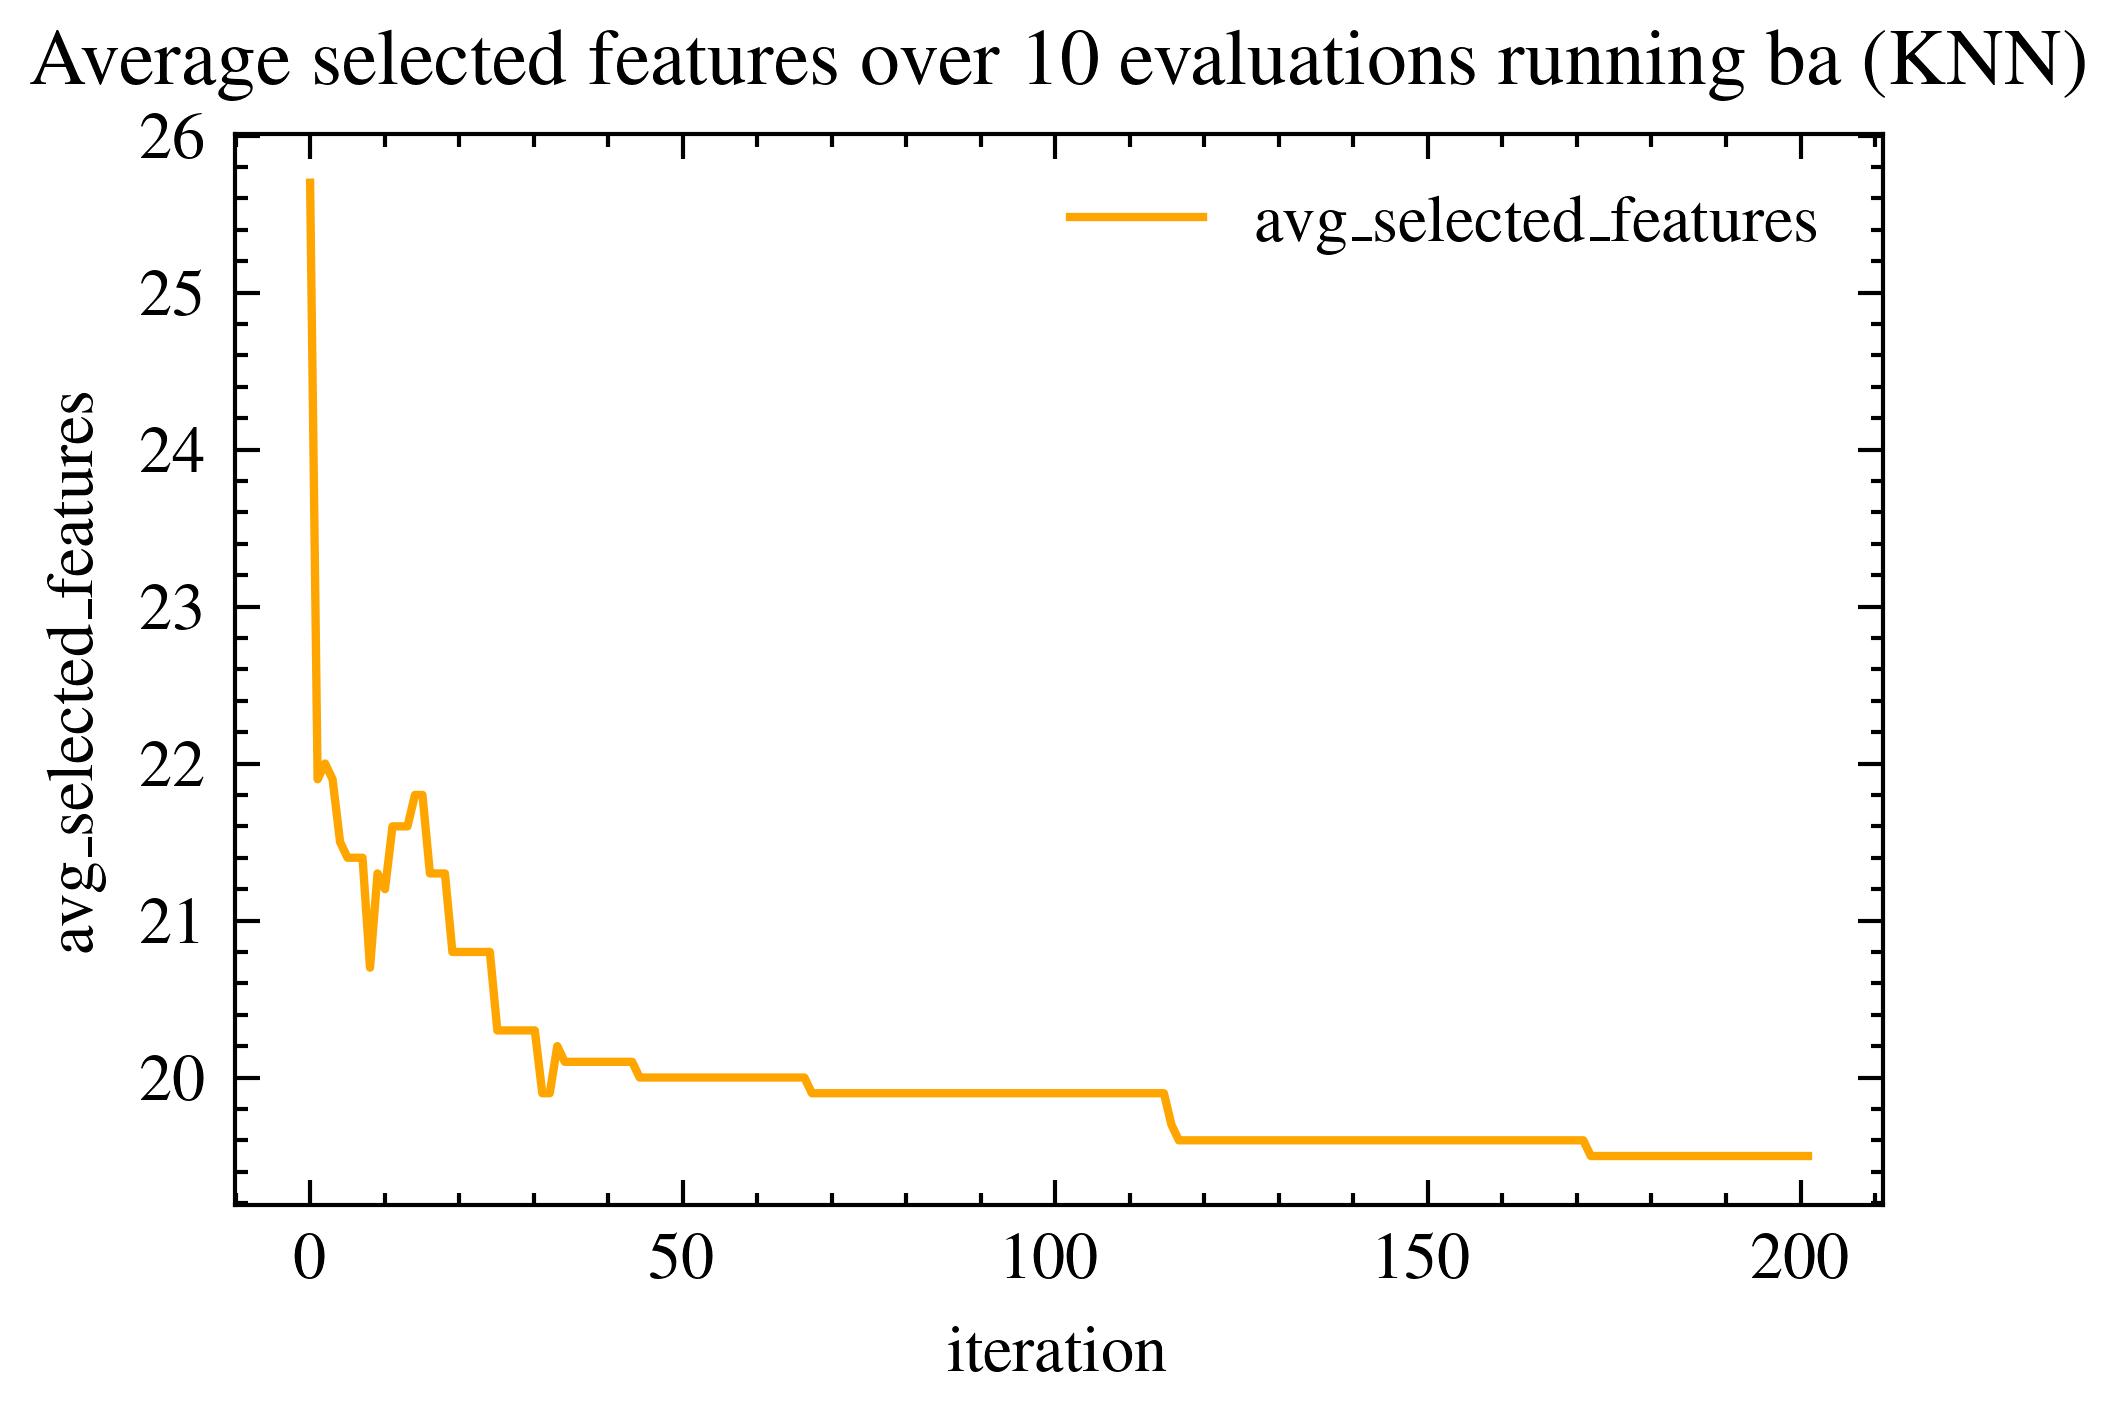 Average selected features over 10 evaluations running ba (KNN)
avg_selected_features
26
25
24
23
22
21
20
avg_selected_features
0 50 100 150 200
iteration